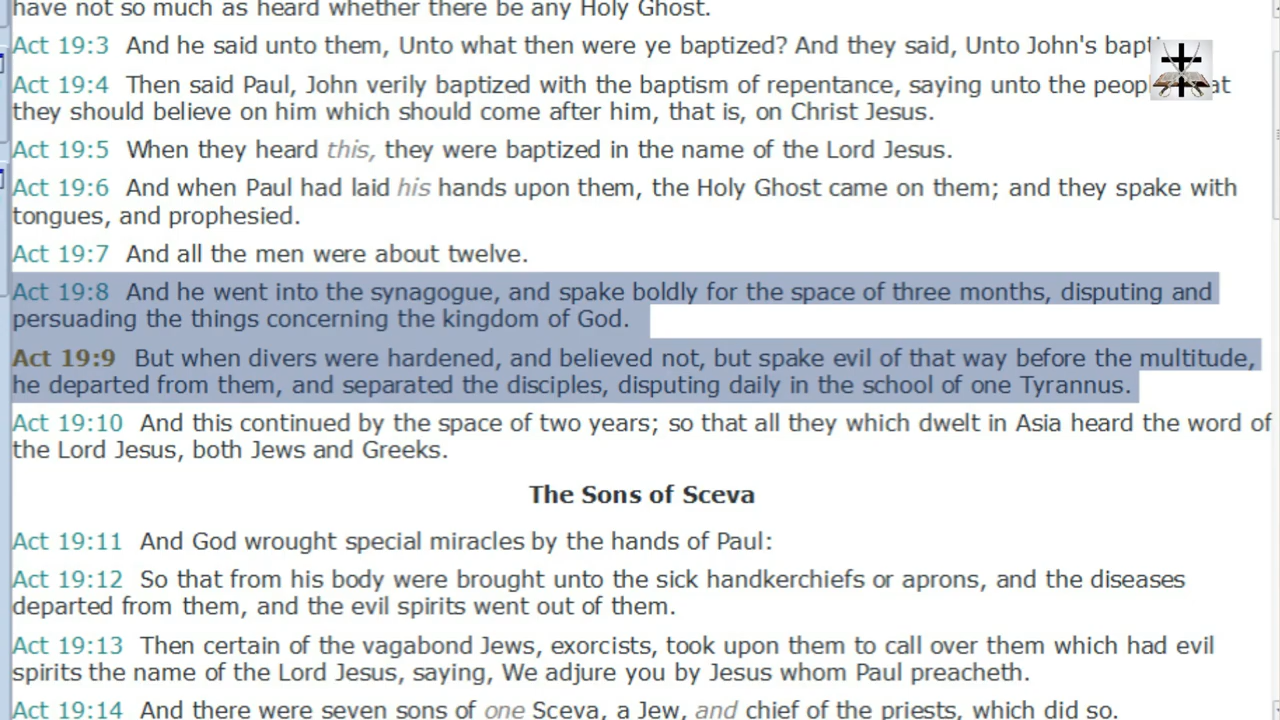 have not so much as heard whether there be any Holy Ghost.
Act 19:3 And he said unto them, Unto what then were ye baptized? And they said, Unto John's
Act 19:4 Then said Paul, John verily baptized with the baptism of repentance, saying unto the
they should believe on him which should come after him, that is, on Christ Jesus.
Act 19:5 When they heard this, they were baptized in the name of the Lord Jesus.
Act 19:6 And when Paul had laid his hands upon them, the Holy Ghost came on them; and they spake with
tongues, and prophesied.
Act 19:7 And all the men were about twelve.
Act 19:8 And he went into the synagogue, and spake boldly for the space of three months, disputing and
persuading the things concerning the kingdom of God.
Act 19:9 But when divers were hardened, and believed not, but spake evil of that way before the multitude,
he departed from them, and separated the disciples, disputing daily in the school of one Tyrannus.
Act 19:10 And this continued by the space of two years; so that all they which dwelt in Asia heard the word of
the Lord Jesus, both Jews and Greeks.
The Sons of Sceva
Act 19:11 And God wrought special miracles by the hands of Paul:
Act 19:12 So that from his body were brought unto the sick handkerchiefs or aprons, and the diseases
departed from them, and the evil spirits went out of them.
Act 19:13 Then certain of the vagabond Jews, exorcists, took upon them to call over them which had evil
spirits the name of the Lord Jesus, saying, We adjure you by Jesus whom Paul preacheth.
Act 19:14 And there were seven sons of one Sceva, a Jew, and chief of the priests, which did so.